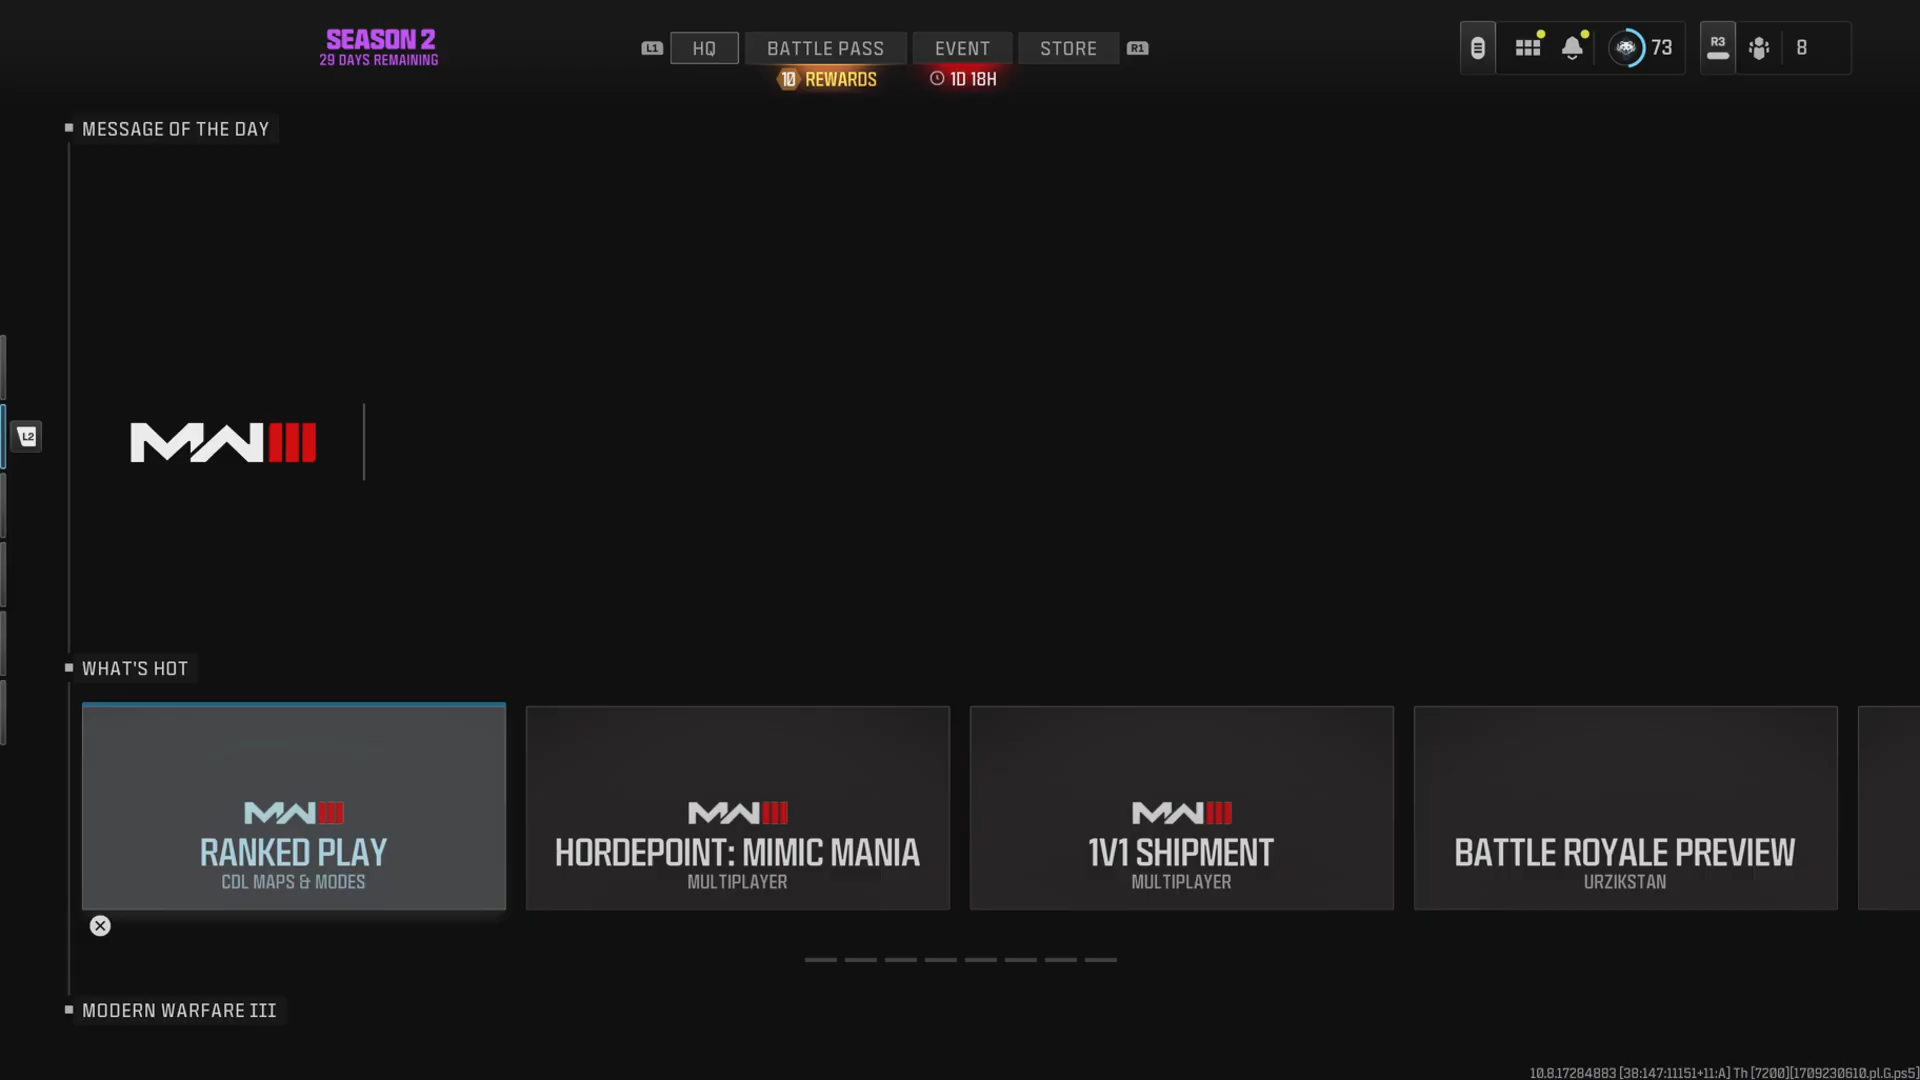 SEASON 2
29 DAYS REMAINING
L1 HQ BATTLE PASS EVENT STORE R1
10 REWARDS
1D 18H
73
R3
8
MESSAGE OF THE DAY
L2
MWIII
WHAT'S HOT
MWIII
RANKED PLAY
CDL MAPS & MODES
MWIII
HORDEPOINT: MIMIC MANIA
MULTIPLAYER
MWIII
1V1 SHIPMENT
MULTIPLAYER
BATTLE ROYALE PREVIEW
URZIKSTAN
MODERN WARFARE III
10.8.17284883 [38:147:11151+11:A] Th [7200][1709230610.pl.G.ps5]